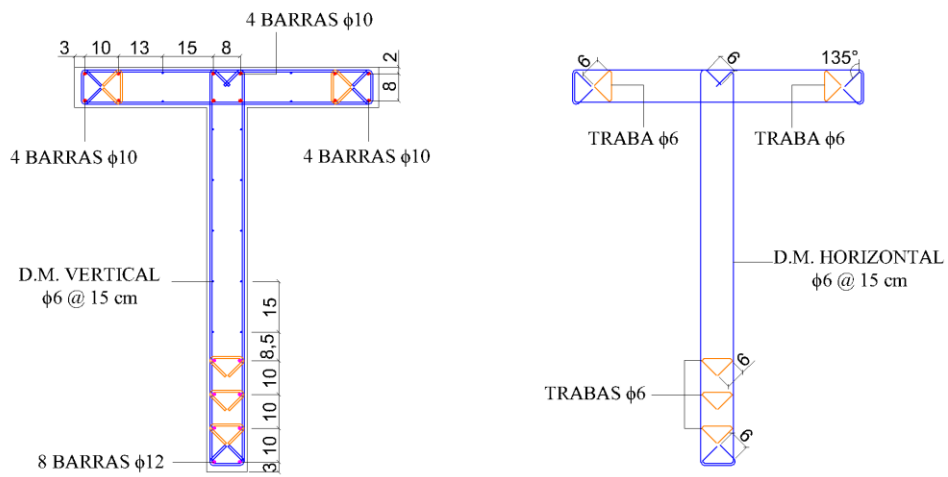 4 BARRAS ϕ10
3 10 13 15 8
2
8
4 BARRAS ϕ10
4 BARRAS ϕ10
D.M. VERTICAL
ϕ6 @ 15 cm
15
8,5
10
10
10
3
8 BARRAS ϕ12
6
6
135°
TRABA ϕ6
TRABA ϕ6
D.M. HORIZONTAL
ϕ6 @ 15 cm
6
TRABAS ϕ6
6